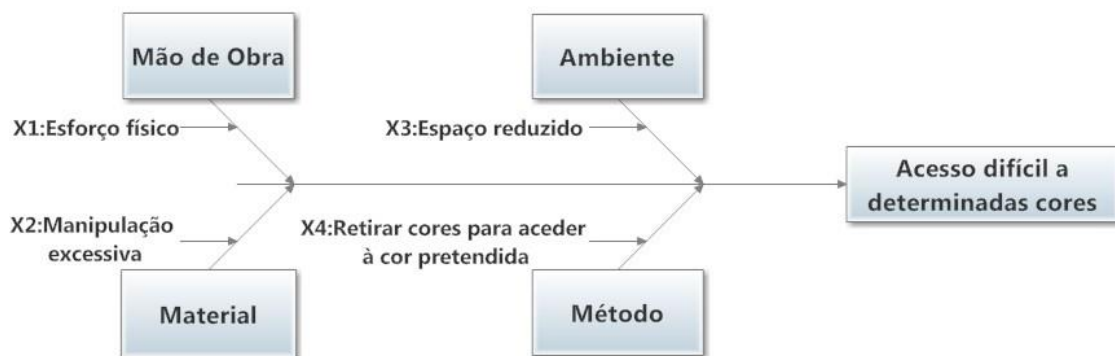 Mão de Obra
Ambiente
X1:Esforço físico
X3:Espaço reduzido
Acesso difícil a
determinadas cores
X2:Manipulação
excessiva
X4:Retirar cores para aceder
à cor pretendida
Material
Método